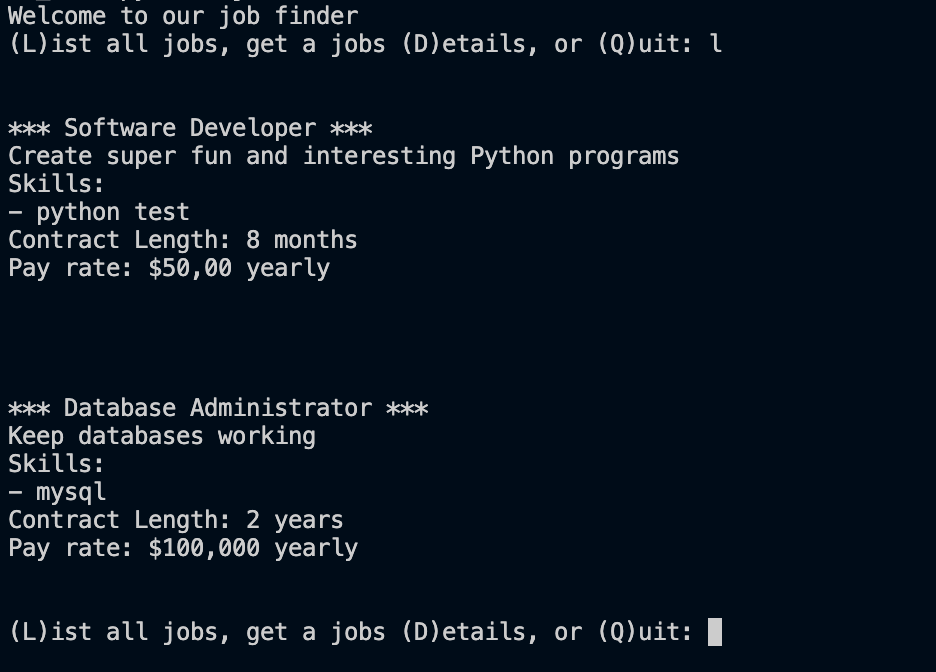 Welcome to our job finder
(L)ist all jobs, get a jobs (D)etails, or (Q)uit: l
*** Software Developer ***
Create super fun and interesting Python programs
Skills:
- python test
Contract Length: 8 months
Pay rate: $50,00 yearly
*** Database Administrator ***
Keep databases working
Skills:
- mysql
Contract Length: 2 years
Pay rate: $100,000 yearly
(L)ist all jobs, get a jobs (D)etails, or (Q)uit: